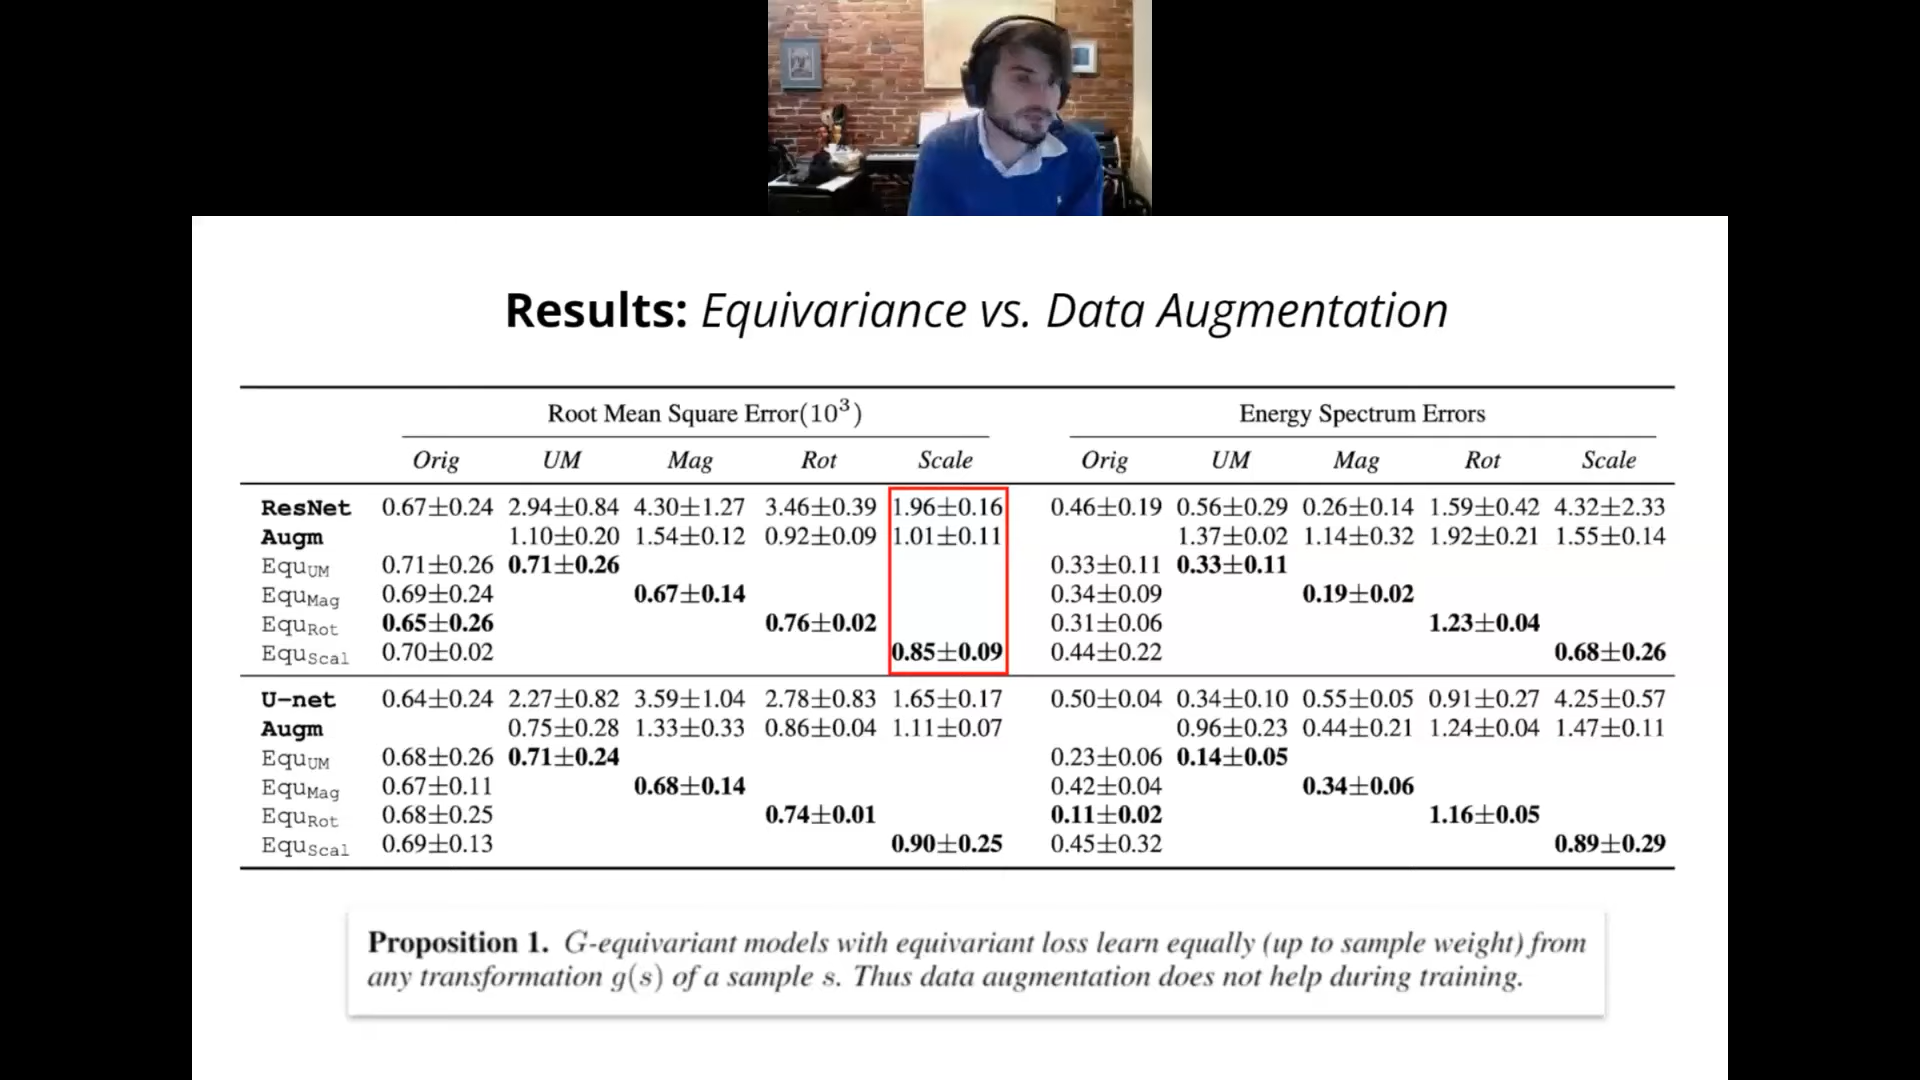 Results: Equivariance vs. Data Augmentation
Root Mean Square Error(10³) Energy Spectrum Errors
Orig UM Mag Rot Scale Orig UM Mag Rot Scale
ResNet 0.67±0.24 2.94±0.84 4.30±1.27 3.46±0.39 1.96±0.16 0.46±0.19 0.56±0.29 0.26±0.14 1.59±0.42 4.32±2.33
Augm 1.10±0.20 1.54±0.12 0.92±0.09 1.01±0.11 1.37±0.02 1.14±0.32 1.92±0.21 1.55±0.14
Equ_UM 0.71±0.26 0.71±0.26 0.33±0.11 0.33±0.11
Equ_Mag 0.69±0.24 0.67±0.14 0.34±0.09 0.19±0.02
Equ_Rot 0.65±0.26 0.76±0.02 0.31±0.06 1.23±0.04
Equ_Scal 0.70±0.02 0.85±0.09 0.44±0.22 0.68±0.26
U-net 0.64±0.24 2.27±0.82 3.59±1.04 2.78±0.83 1.65±0.17 0.50±0.04 0.34±0.10 0.55±0.05 0.91±0.27 4.25±0.57
Augm 0.75±0.28 1.33±0.33 0.86±0.04 1.11±0.07 0.96±0.23 0.44±0.21 1.24±0.04 1.47±0.11
Equ_UM 0.68±0.26 0.71±0.24 0.23±0.06 0.14±0.05
Equ_Mag 0.67±0.11 0.68±0.14 0.42±0.04 0.34±0.06
Equ_Rot 0.68±0.25 0.74±0.01 0.11±0.02 1.16±0.05
Equ_Scal 0.69±0.13 0.90±0.25 0.45±0.32 0.89±0.29
Proposition 1. G-equivariant models with equivariant loss learn equally (up to sample weight) from
any transformation g(s) of a sample s. Thus data augmentation does not help during training.